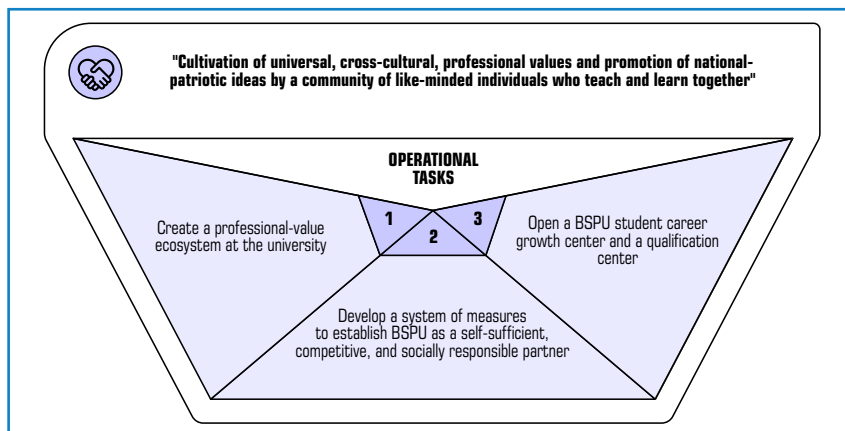 "Cultivation of universal, cross-cultural, professional values and promotion of national-
patriotic ideas by a community of like-minded individuals who teach and learn together"
OPERATIONAL
TASKS
1
2
3
Create a professional-value
ecosystem at the university
Develop a system of measures
to establish BSPU as a self-sufficient,
competitive, and socially responsible partner
Open a BSPU student career
growth center and a qualification
center